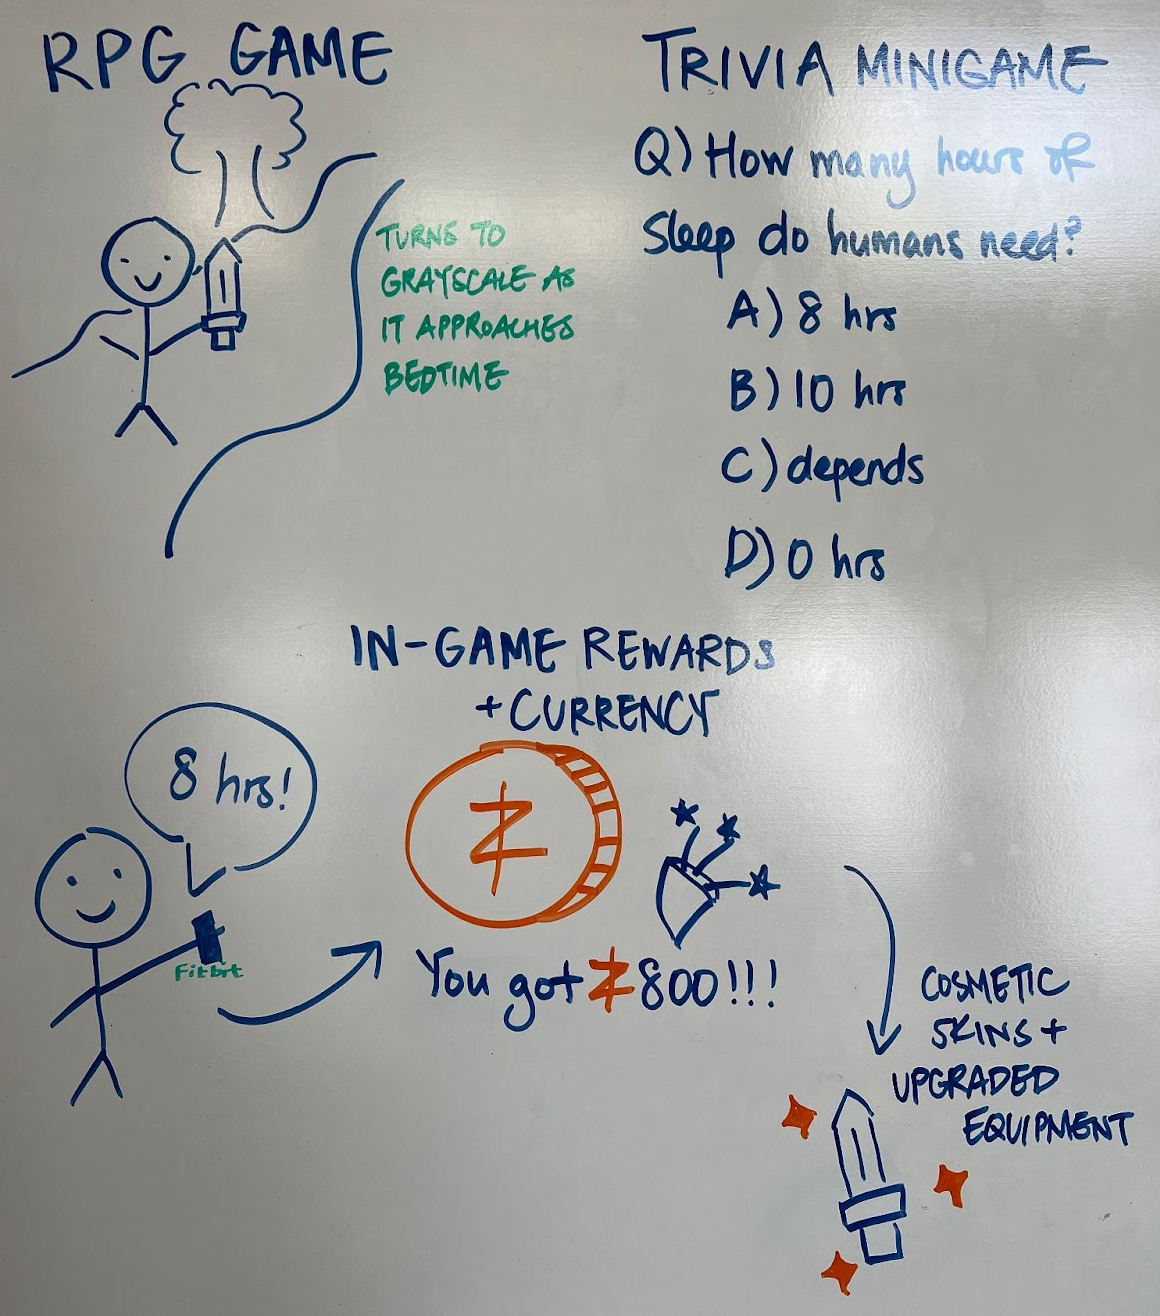 RPG GAME
TURNS TO
GRAYSCALE AS
IT APPROACHES
BEDTIME
TRIVIA MINIGAME
Q) How many hours of
sleep do humans need?
A) 8 hrs
B) 10 hrs
C) depends
D) 0 hrs
IN-GAME REWARDS
+ CURRENCY
8 hrs!
Fitbit
Ƶ
You got Ƶ800!!!
COSMETIC
SKINS +
UPGRADED
EQUIPMENT